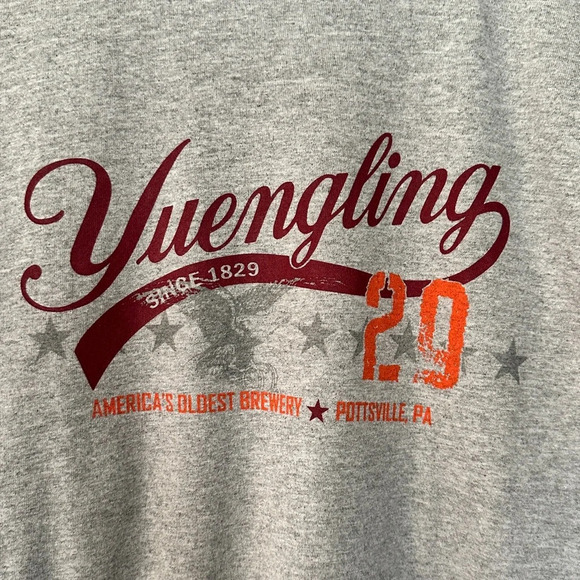 Yuengling
SINCE 1829
29
AMERICA'S OLDEST BREWERY ★ POTTSVILLE, PA